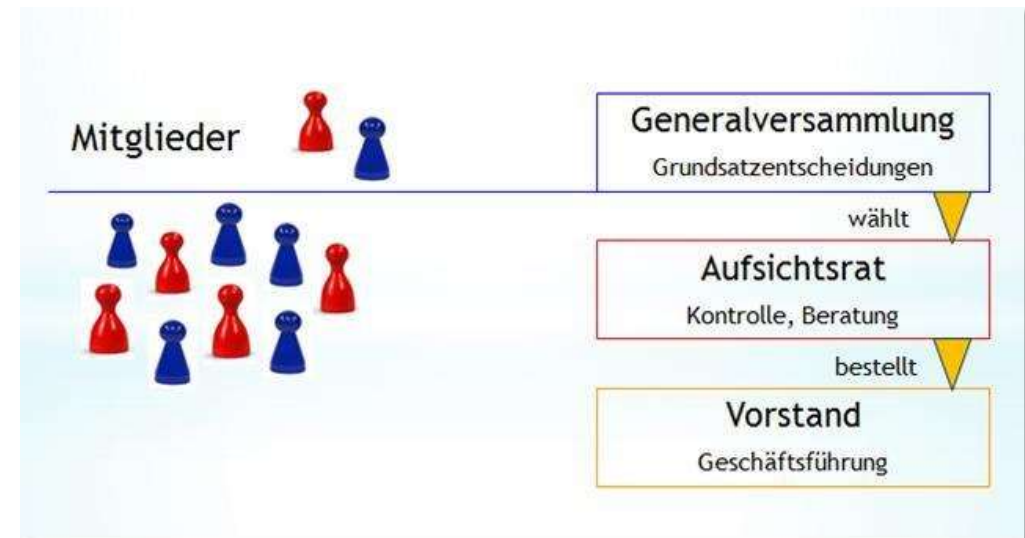 Mitglieder
Generalversammlung
Grundsatzentscheidungen
wählt
Aufsichtsrat
Kontrolle, Beratung
bestellt
Vorstand
Geschäftsführung